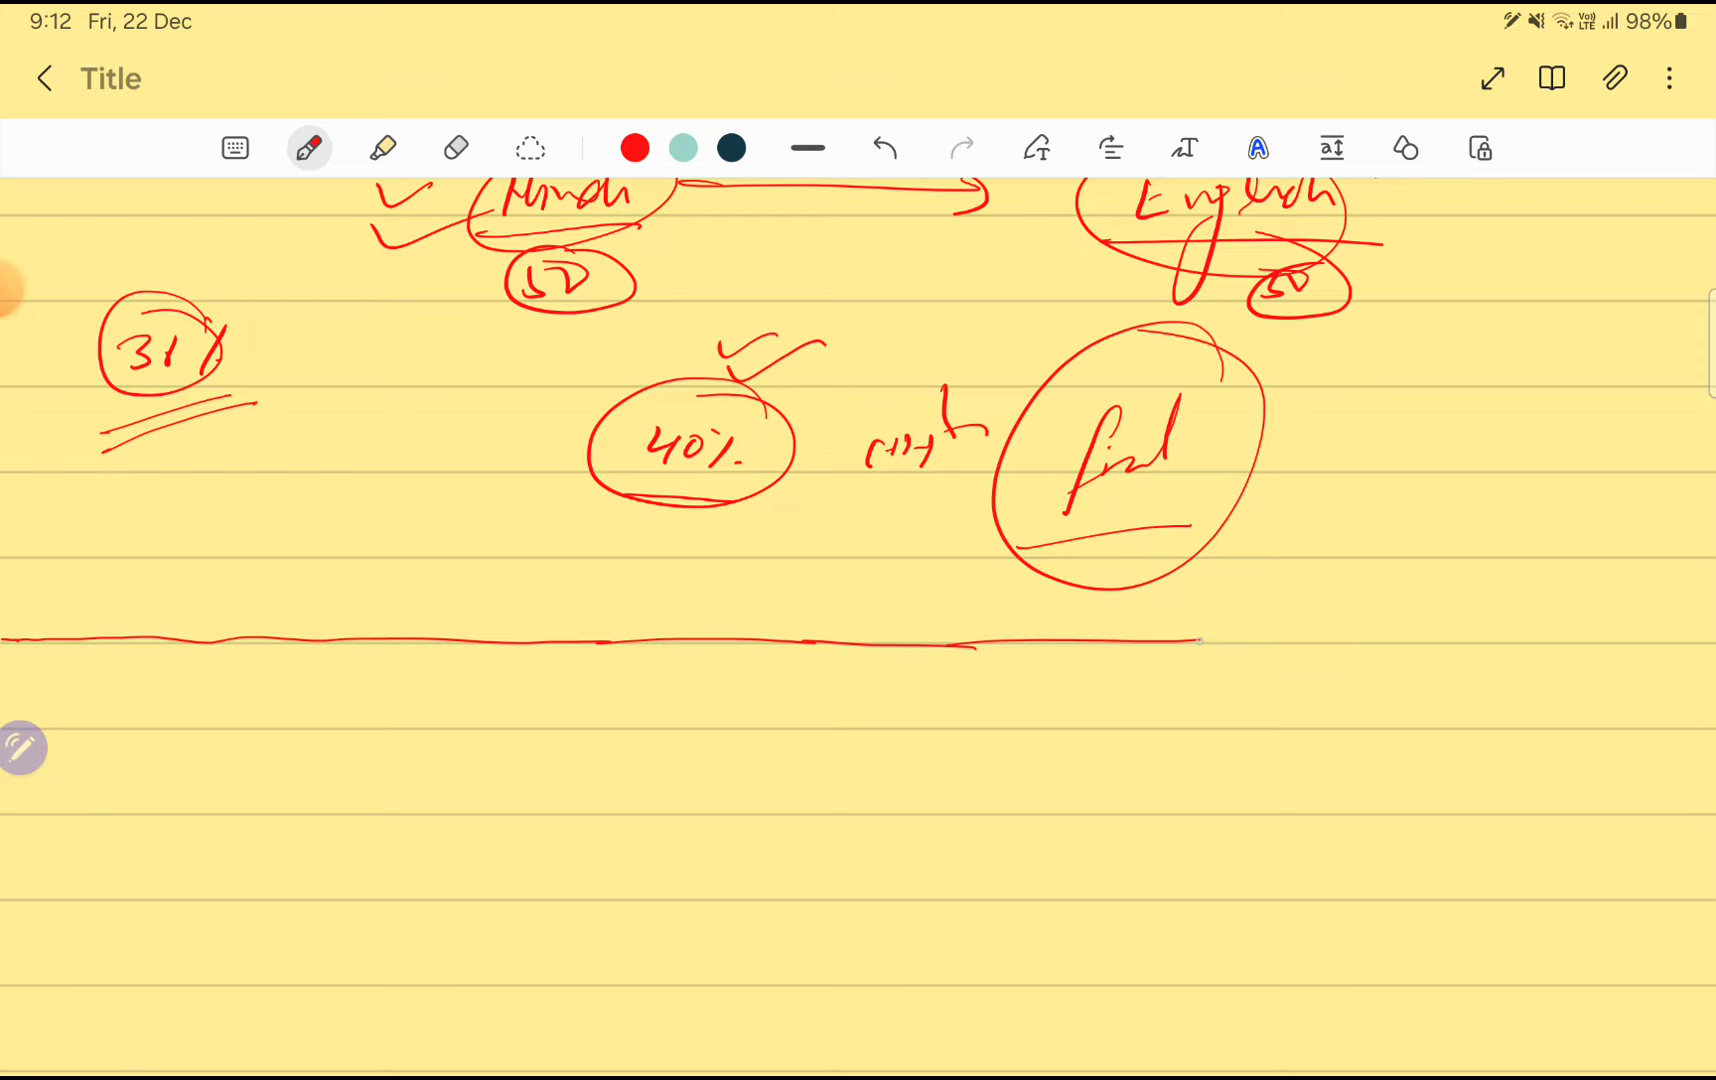 9:12 Fri, 22 Dec
98%
Title
Hindi English
50 50
31%
40%
final